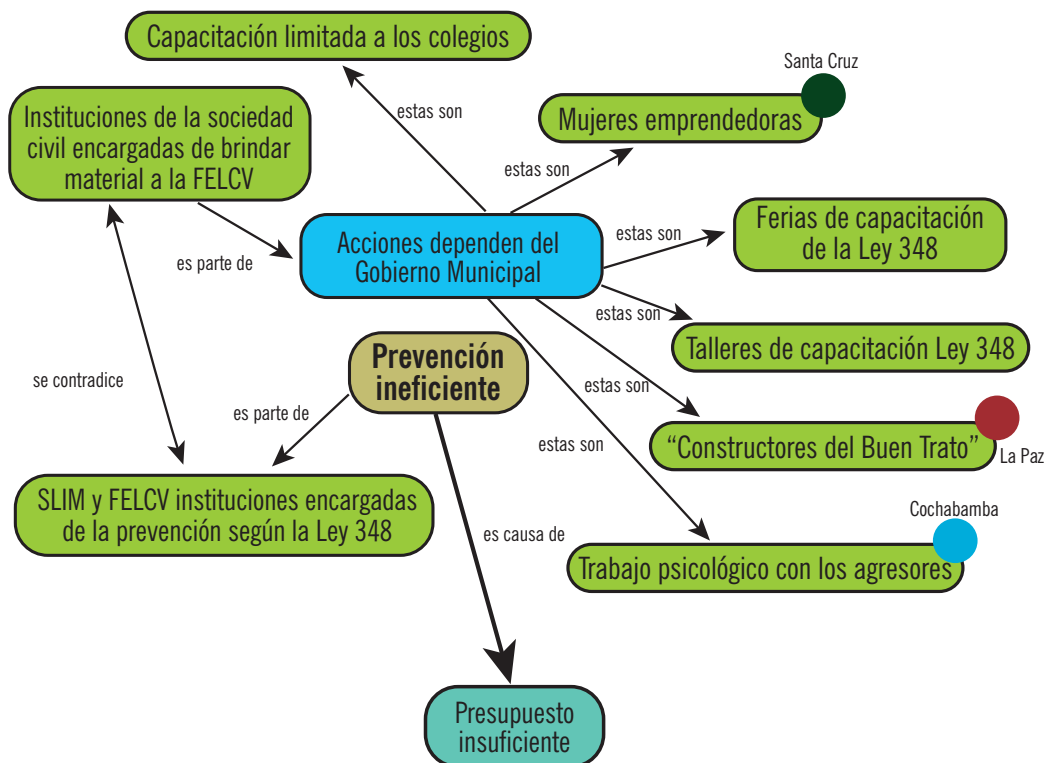 Capacitación limitada a los colegios
Santa Cruz
estas son
Mujeres emprendedoras
Instituciones de la sociedad
civil encargadas de brindar
material a la FELCV
estas son
Ferias de capacitación
de la Ley 348
estas son
Acciones dependen del
Gobierno Municipal
es parte de
estas son
Talleres de capacitación Ley 348
Prevención
ineficiente
se contradice
estas son
es parte de
"Constructores del Buen Trato"
La Paz
estas son
SLIM y FELCV instituciones encargadas
de la prevención según la Ley 348
Cochabamba
es causa de
Trabajo psicológico con los agresores
Presupuesto
insuficiente